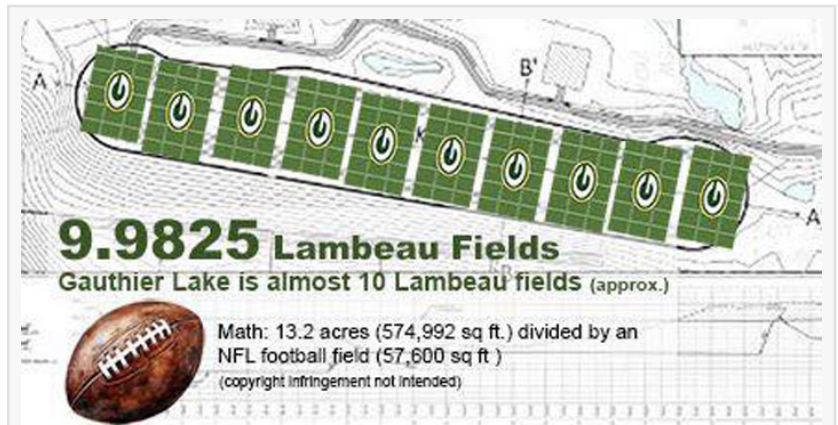 A
B'
K
A
9.9825 Lambeau Fields
Gauthier Lake is almost 10 Lambeau fields (approx.)
Math: 13.2 acres (574,992 sq ft.) divided by an
NFL football field (57,600 sq ft )
(copyright infringement not intended)